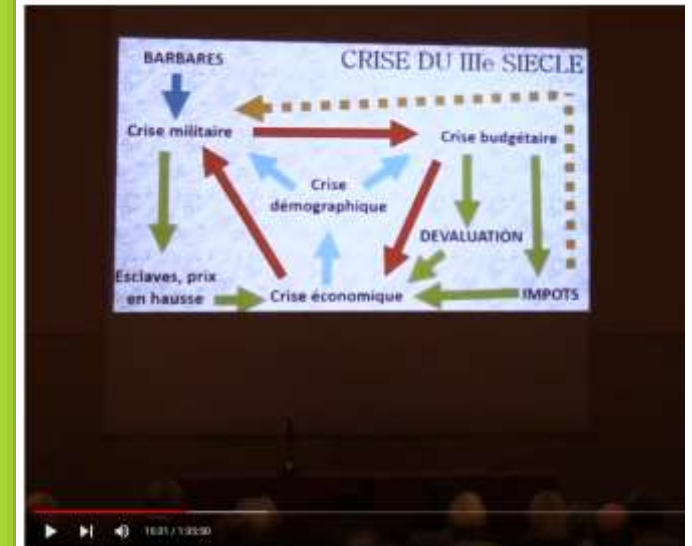 BARBARES
CRISE DU IIIe SIECLE
Crise militaire
Crise budgétaire
Crise
démographique
DEVALUATION
Esclaves, prix
en hausse
Crise économique
IMPOTS